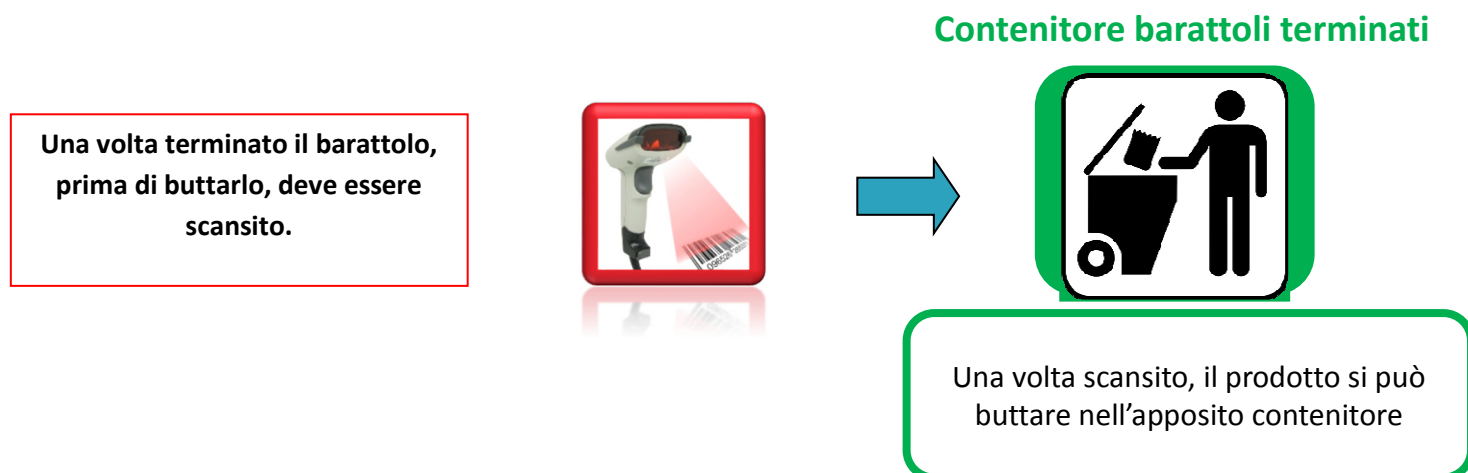 Contenitore barattoli terminati
Una volta terminato il barattolo,
prima di buttarlo, deve essere
scansito.
Una volta scansito, il prodotto si può
buttare nell'apposito contenitore